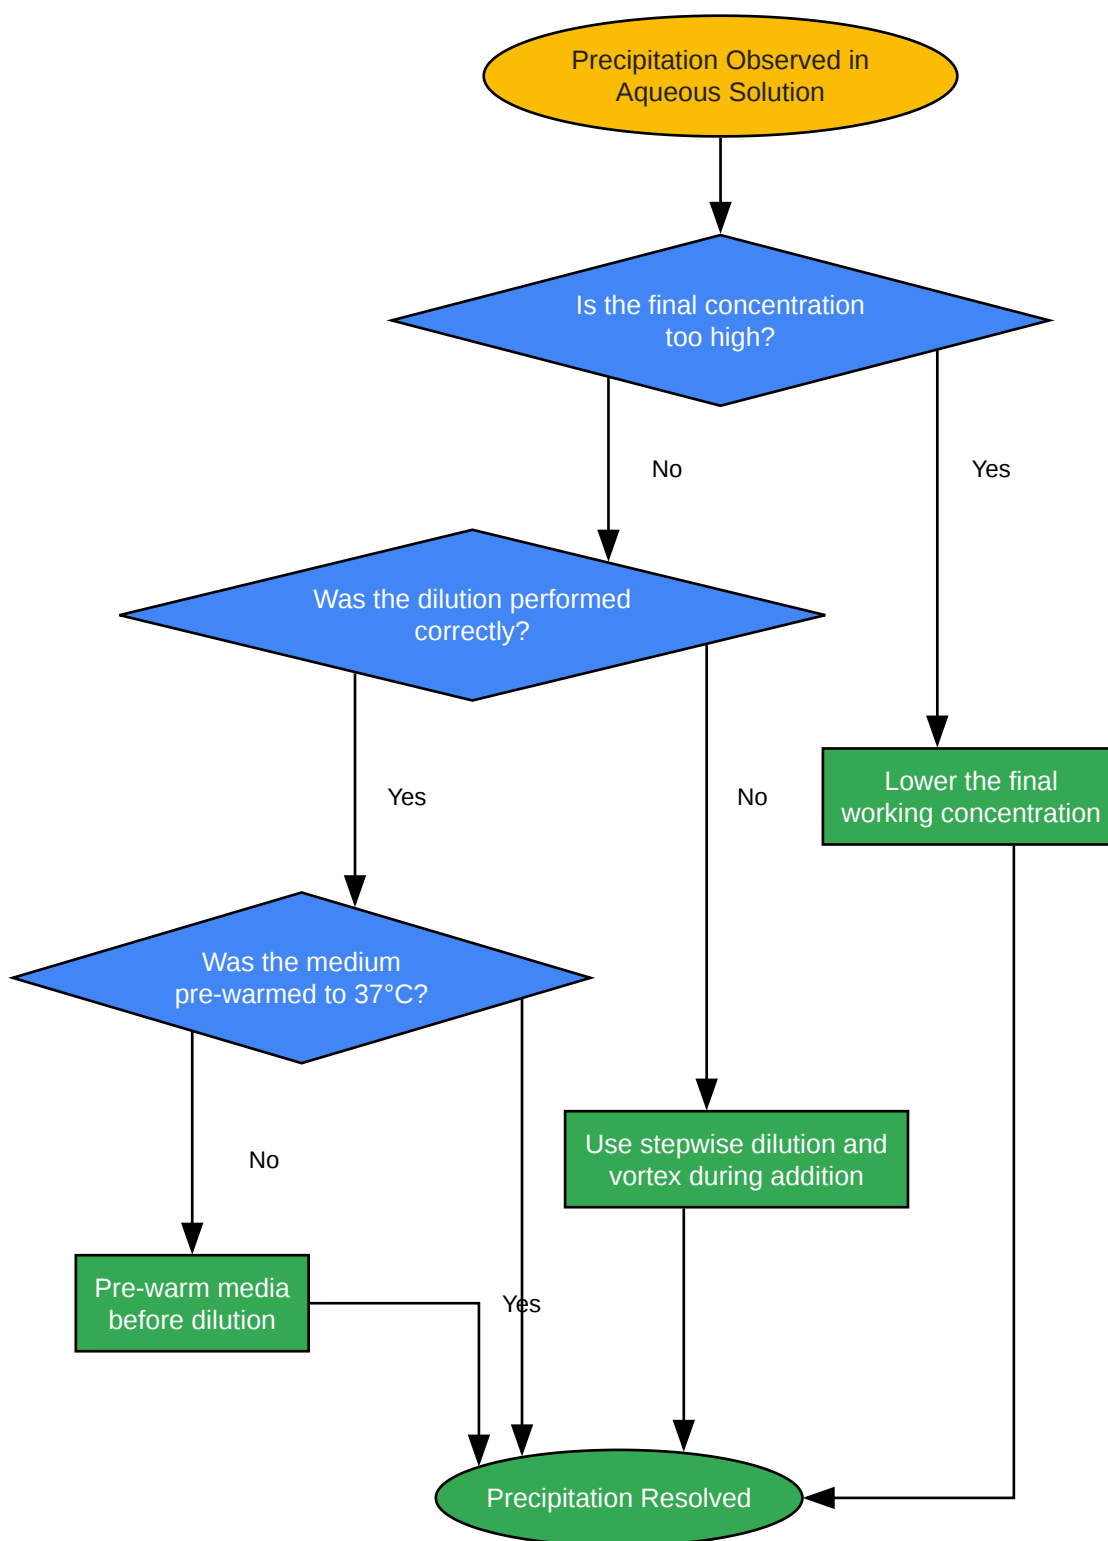 Precipitation Observed in
Aqueous Solution
Is the final concentration
too high?
No
Yes
Was the dilution performed
correctly?
Lower the final
working concentration
Yes
No
Was the medium
pre-warmed to 37°C?
Use stepwise dilution and
vortex during addition
No
Pre-warm media
before dilution
Yes
Precipitation Resolved